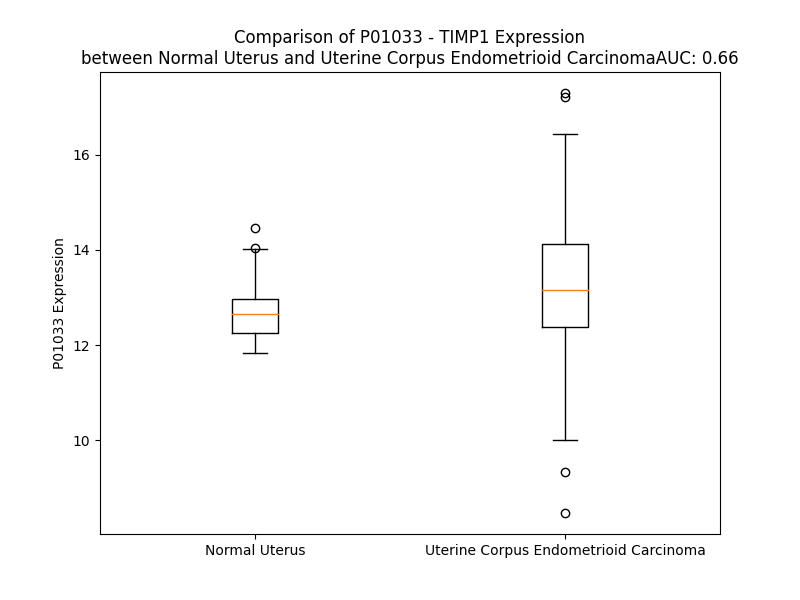 Comparison of P01033 - TIMP1 Expression
between Normal Uterus and Uterine Corpus Endometrioid CarcinomaAUC: 0.66
16
14
12
10
P01033 Expression
Normal Uterus
Uterine Corpus Endometrioid Carcinoma